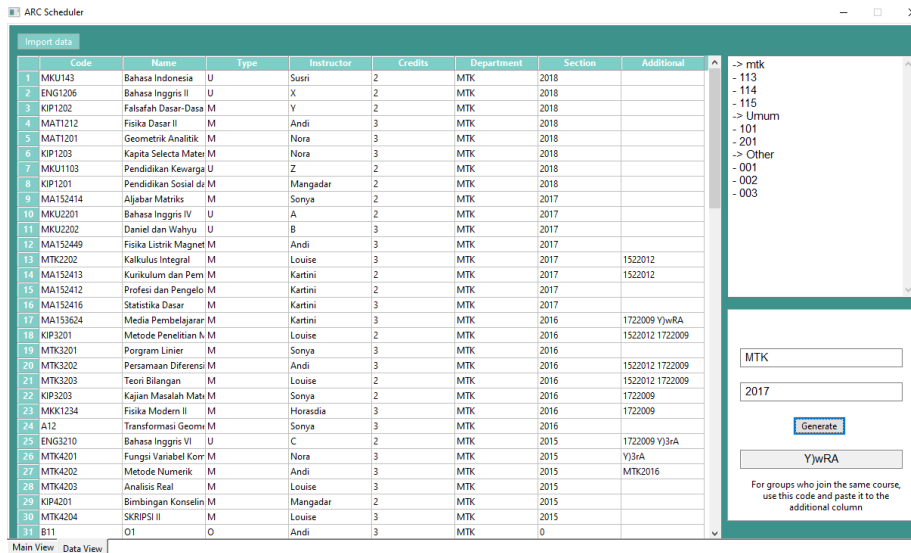 ARC Scheduler
Import data
Code Name Type Instructor Credits Department Section Additional
1 MKU143 Bahasa Indonesia U Susri 2 MTK 2018
2 ENG1206 Bahasa Inggris II U X 2 MTK 2018
3 KIP1202 Falsafah Dasar-Dasa M Y 2 MTK 2018
4 MAT1212 Fisika Dasar II M Andi 3 MTK 2018
5 MAT1201 Geometrik Analitik M Nora 3 MTK 2018
6 KIP1203 Kapita Selecta Mater M Nora 3 MTK 2018
7 MKU1103 Pendidikan Kewarga U Z 2 MTK 2018
8 KIP1201 Pendidikan Sosial da M Mangadar 2 MTK 2018
9 MA152414 Aljabar Matriks M Sonya 2 MTK 2017
10 MKU2201 Bahasa Inggris IV U A 2 MTK 2017
11 MKU2202 Daniel dan Wahyu U B 3 MTK 2017
12 MA152449 Fisika Listrik Magnet M Andi 3 MTK 2017
13 MTK2202 Kalkulus Integral M Louise 3 MTK 2017 1522012
14 MA152413 Kurikulum dan Pem M Kartini 2 MTK 2017 1522012
15 MA152412 Profesi dan Pengelo M Kartini 2 MTK 2017
16 MA152416 Statistika Dasar M Kartini 3 MTK 2017
17 MA153624 Media Pembelajaran M Kartini 3 MTK 2016 1722009 Y)wRA
18 KIP3201 Metode Penelitian M Louise 2 MTK 2016 1522012 1722009
19 MTK3201 Porgram Linier M Sonya 3 MTK 2016
20 MTK3202 Persamaan Diferensi M Andi 3 MTK 2016 1522012 1722009
21 MTK3203 Teori Bilangan M Louise 2 MTK 2016 1522012 1722009
22 KIP3203 Kajian Masalah Mate M Sonya 2 MTK 2016 1722009
23 MKK1234 Fisika Modern II M Horasdia 3 MTK 2016 1722009
24 A12 Transformasi Geome M Sonya 3 MTK 2016
25 ENG3210 Bahasa Inggris VI U C 2 MTK 2015 1722009 Y)3rA
26 MTK4201 Fungsi Variabel Kom M Nora 3 MTK 2015 Y)3rA
27 MTK4202 Metode Numerik M Andi 3 MTK 2015 MTK2016
28 MTK4203 Analisis Real M Louise 3 MTK 2015
29 KIP4201 Bimbingan Konselin M Mangadar 2 MTK 2015
30 MTK4204 SKRIPSI II M Louise 3 MTK 2015
31 B11 O1 O Andi 3 MTK 0
-> mtk
- 113
- 114
- 115
-> Umum
- 101
- 201
-> Other
- 001
- 002
- 003
MTK
2017
Generate
Y)wRA
For groups who join the same course,
use this code and paste it to the
additional column
Main View Data View